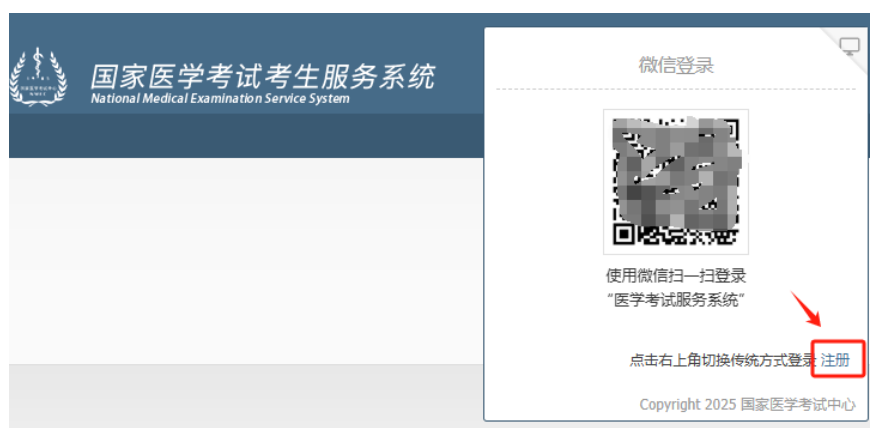 国家医学考试考生服务系统
National Medical Examination Service System
微信登录
使用微信扫一扫登录
“医学考试服务系统”
点击右上角切换传统方式登录 注册
Copyright 2025 国家医学考试中心